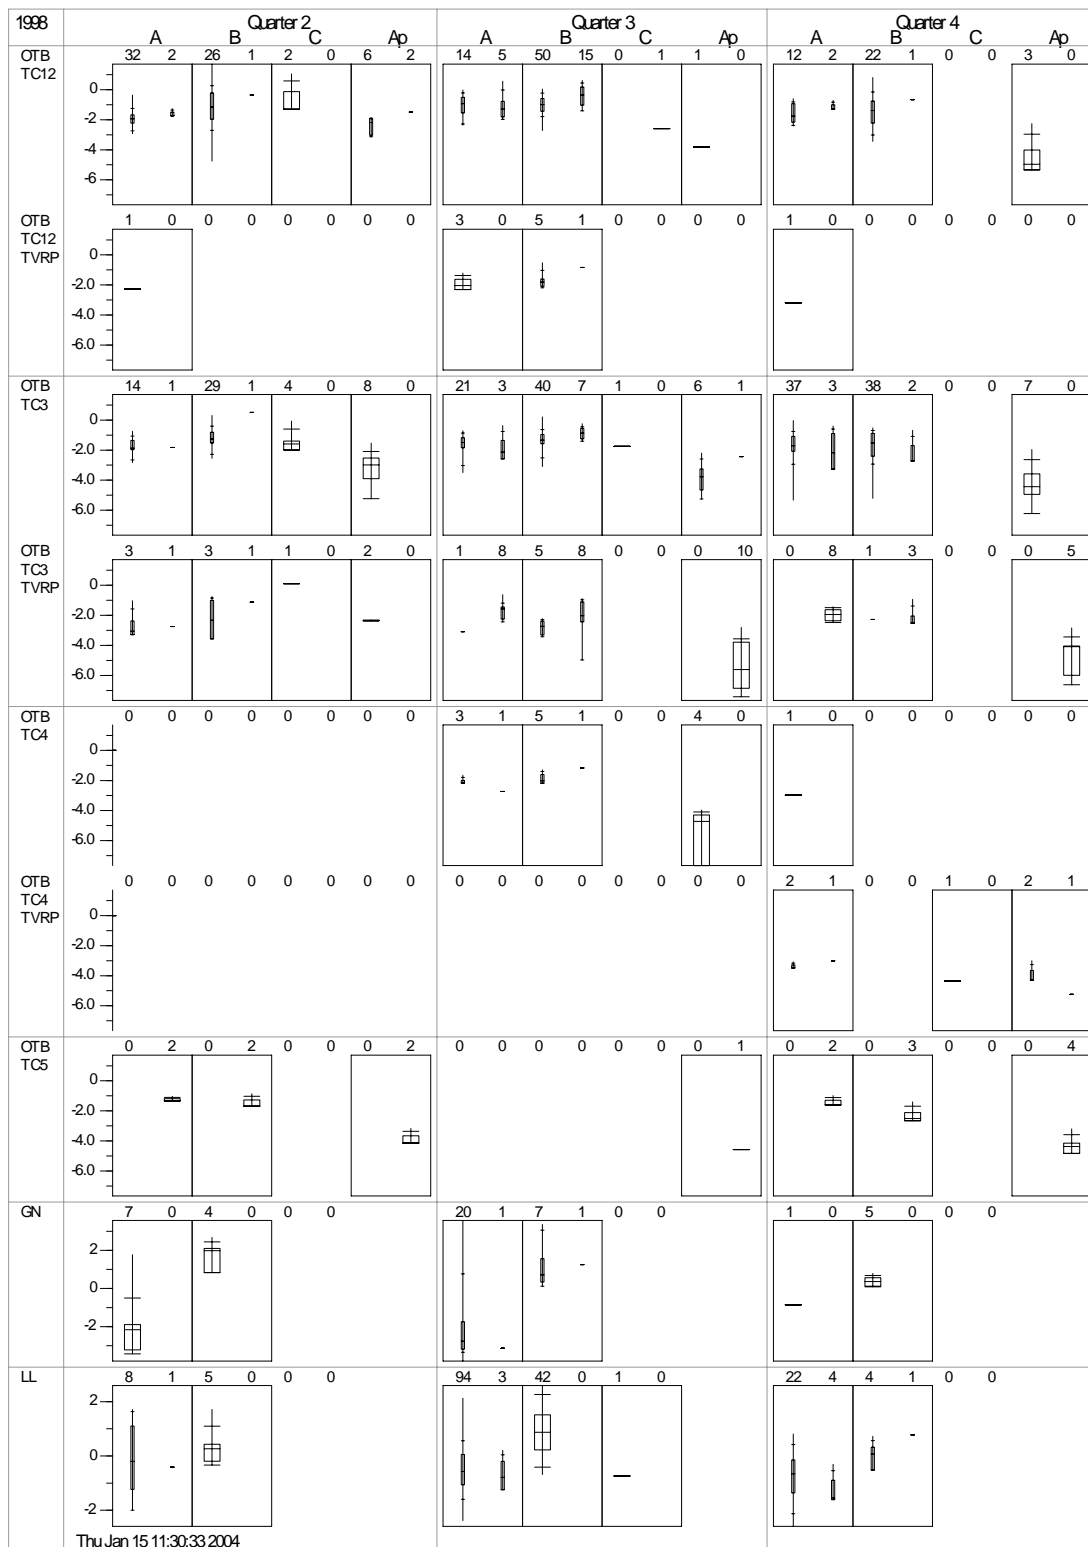 1998 Quarter 2 Quarter 3 Quarter 4
A B C Ap A B C Ap A B C Ap
OTB 32 2 26 1 2 0 6 2 14 5 50 15 0 1 1 0 12 2 22 1 0 0 3 0
TC12
0
-2
-4
-6
OTB 1 0 0 0 0 0 0 0 3 0 5 1 0 0 0 0 1 0 0 0 0 0 0 0
TC12
TVRP
0
-2.0
-4.0
-6.0
OTB 14 1 29 1 4 0 8 0 21 3 40 7 1 0 6 1 37 3 38 2 0 0 7 0
TC3
0
-2.0
-4.0
-6.0
OTB 3 1 3 1 1 0 2 0 1 8 5 8 0 0 0 10 0 8 1 3 0 0 0 5
TC3
TVRP
0
-2.0
-4.0
-6.0
OTB 0 0 0 0 0 0 0 0 3 1 5 1 0 0 4 0 1 0 0 0 0 0 0 0
TC4
0
-2.0
-4.0
-6.0
OTB 0 0 0 0 0 0 0 0 0 0 0 0 0 0 0 0 2 1 0 0 1 0 2 1
TC4
TVRP
0
-2.0
-4.0
-6.0
OTB 0 2 0 2 0 0 0 2 0 0 0 0 0 0 0 1 0 2 0 3 0 0 0 4
TC5
0
-2.0
-4.0
-6.0
GN 7 0 4 0 0 0 20 1 7 1 0 0 1 0 5 0 0 0
2
0
-2
LL 8 1 5 0 0 0 94 3 42 0 1 0 22 4 4 1 0 0
2
0
-2
Thu Jan 15 11:30:33 2004